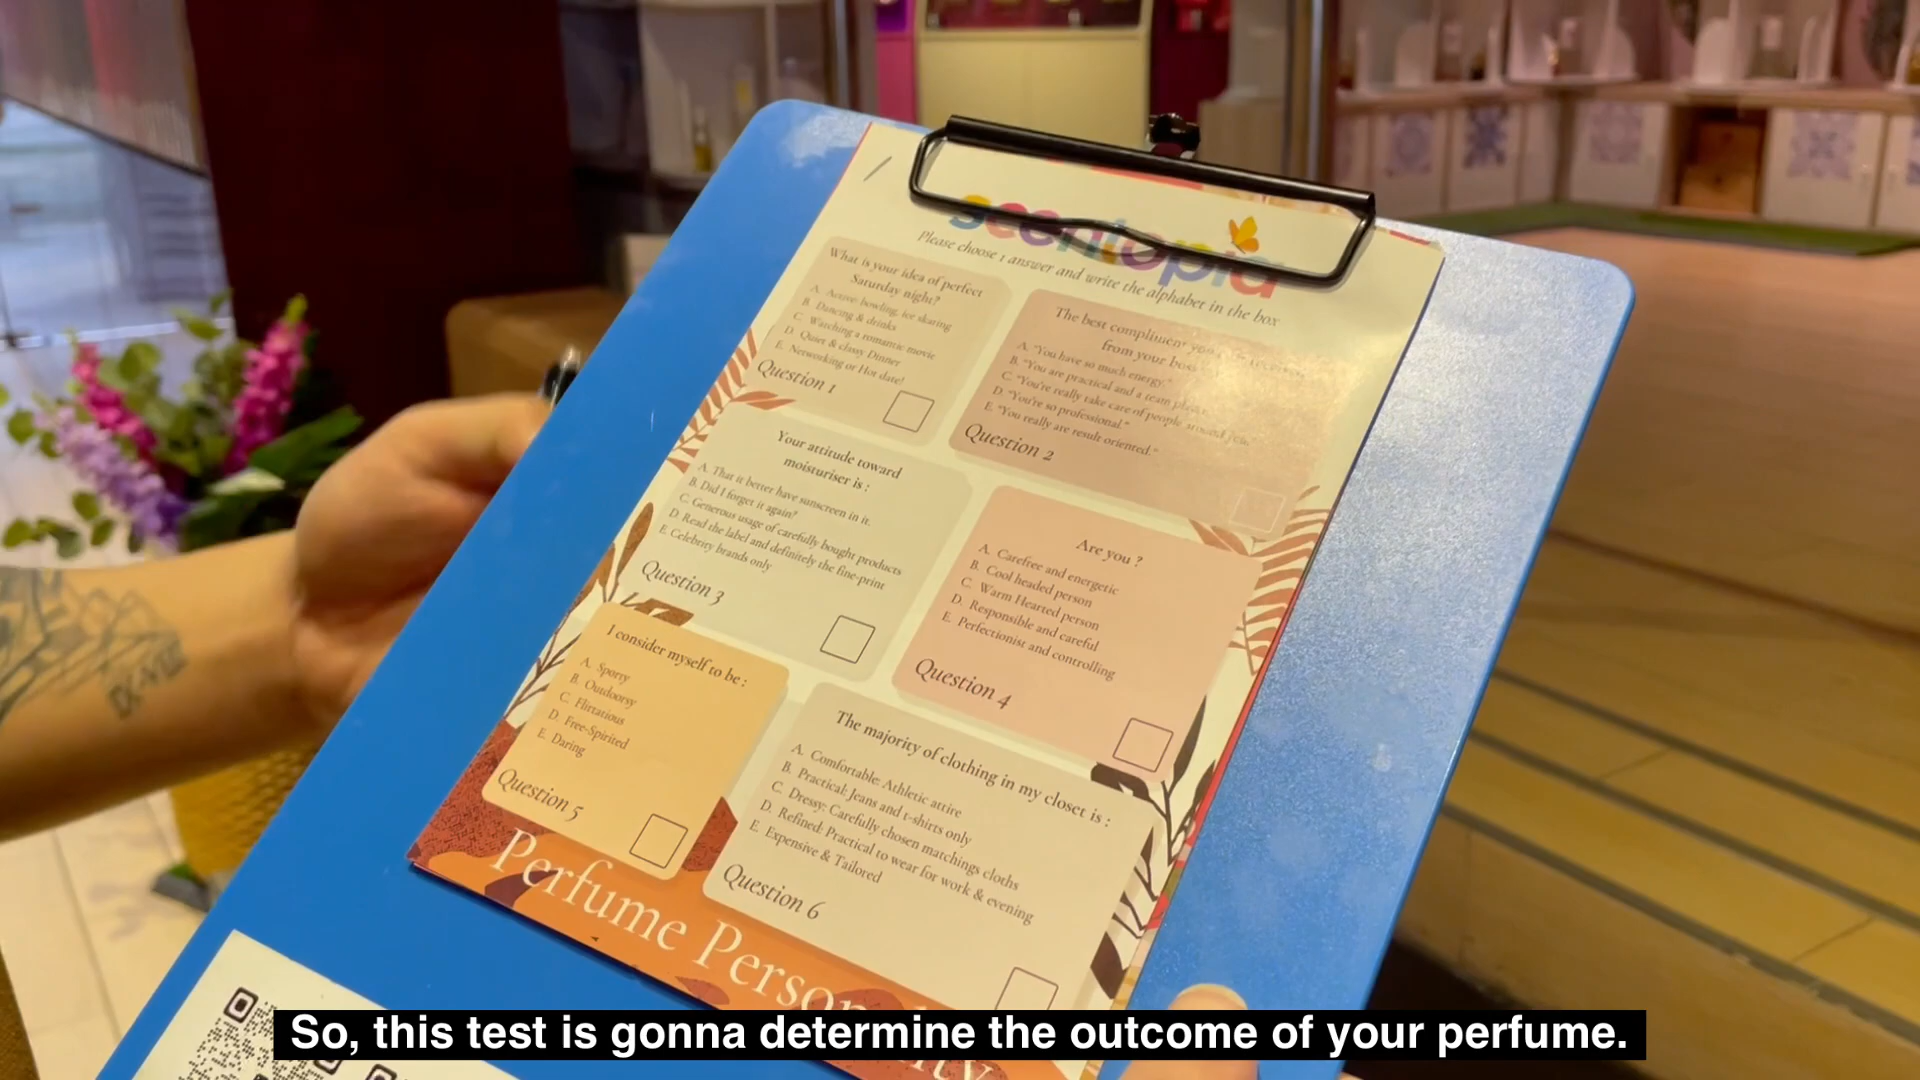 scentopia
Please choose 1 answer and write the alphabet in the box
What is your idea of perfect
Saturday night?
A. Active: bowling, ice skating
B. Dancing & drinks
C. Watching a romantic movie
D. Quiet & classy Dinner
E. Networking or Hot date!
Question 1
The best compliment
from your boss
A. "You have so much energy."
B. "You are practical and a team
C. "You're really take care of people around you.
D. "You're so professional."
E. "You really are result oriented."
Question 2
Your attitude toward
moisturiser is :
A. That it better have sunscreen in it.
B. Did I forget it again?
C. Generous usage of carefully bought products
D. Read the label and definitely the fine-print
E. Celebrity brands only
Question 3
Are you ?
A. Carefree and energetic
B. Cool headed person
C. Warm Hearted person
D. Responsible and careful
E. Perfectionist and controlling
Question 4
I consider myself to be :
A. Sporty
B. Outdoorsy
C. Flirtatious
D. Free-Spirited
E. Daring
Question 5
The majority of clothing in my closet is :
A. Comfortable: Athletic attire
B. Practical: Jeans and t-shirts only
C. Dressy: Carefully chosen matchings cloths
D. Refined: Practical to wear for work & evening
E. Expensive & Tailored
Question 6
Perfume Personality
So, this test is gonna determine the outcome of your perfume.